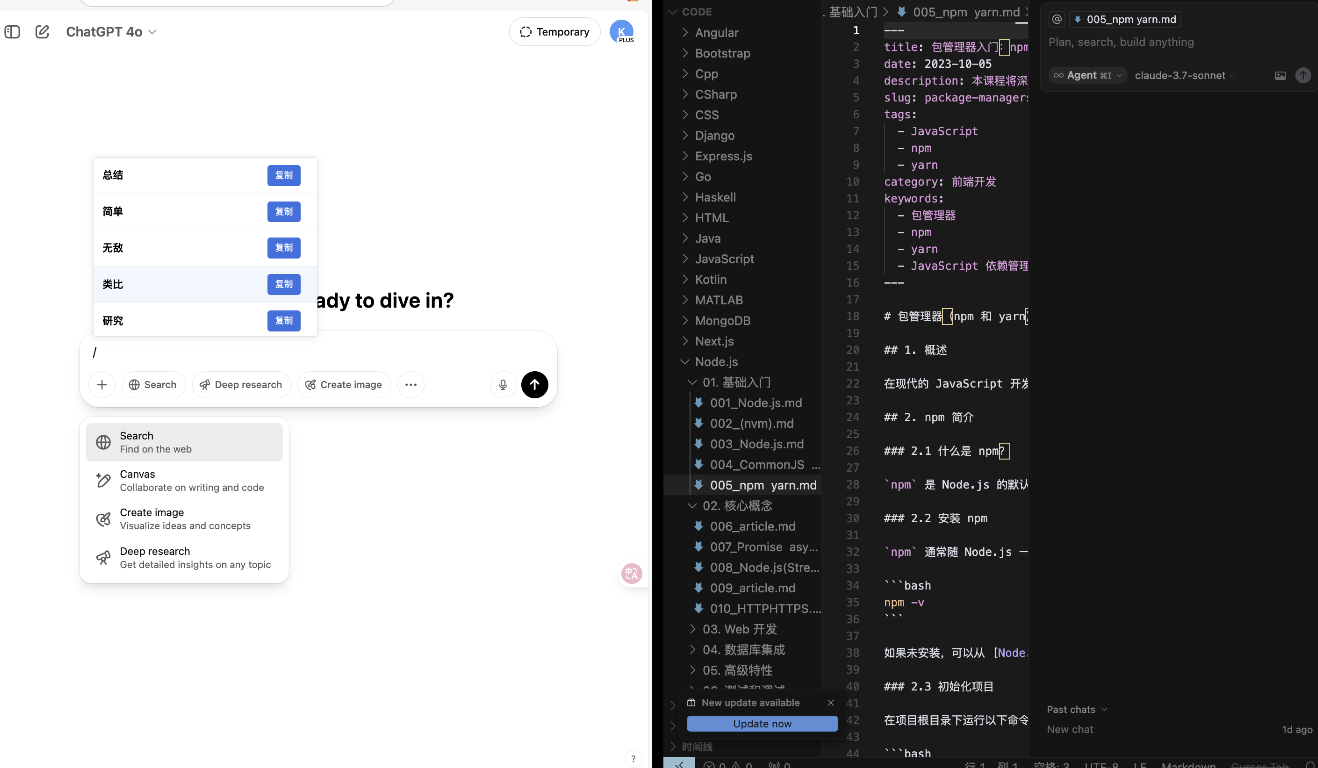 ChatGPT 4o
Temporary
K
PLUS
总结 复制
简单 复制
无敌 复制
类比 复制
研究 复制
ady to dive in?
/
Search
Deep research
Create image
Search
Find on the web
Canvas
Collaborate on writing and code
Create image
Visualize ideas and concepts
Deep research
Get detailed insights on any topic
?
CODE
Angular
Bootstrap
Cpp
CSharp
CSS
Django
Express.js
Go
Haskell
HTML
Java
JavaScript
Kotlin
MATLAB
MongoDB
Next.js
Node.js
01. 基础入门
001_Node.js.md
002_(nvm).md
003_Node.js.md
004_CommonJS ...
005_npm yarn.md
02. 核心概念
006_article.md
007_Promise asy...
008_Node.js(Stre...
009_article.md
010_HTTPHTTPS....
03. Web 开发
04. 数据库集成
05. 高级特性
New update available
Update now
时间线
. 基础入门 > 005_npm yarn.md >
1 ---
2 title: 包管理器入门：npm
3 date: 2023-10-05
4 description: 本课程将深
5 slug: package-managers
6 tags:
7 - JavaScript
8 - npm
9 - yarn
10 category: 前端开发
11 keywords:
12 - 包管理器
13 - npm
14 - yarn
15 - JavaScript 依赖管理
16 ---
17
18 # 包管理器（npm 和 yarn）
19
20 ## 1. 概述
21
22 在现代的 JavaScript 开发
23
24 ## 2. npm 简介
25
26 ### 2.1 什么是 npm？
27
28 `npm` 是 Node.js 的默认
29
30 ### 2.2 安装 npm
31
32 `npm` 通常随 Node.js 一
33
34 ```bash
35 npm -v
36 ```
37
38 如果未安装，可以从 [Node.
39
40 ### 2.3 初始化项目
41
42 在项目根目录下运行以下命令
43
44 ```bash
@ 005_npm yarn.md
Plan, search, build anything
Agent ⌘I
claude-3.7-sonnet
Past chats
New chat 1d ago
0 0 0
行 1，列 1 空格: 3 UTF-8 LF Markdown Cursor Tab